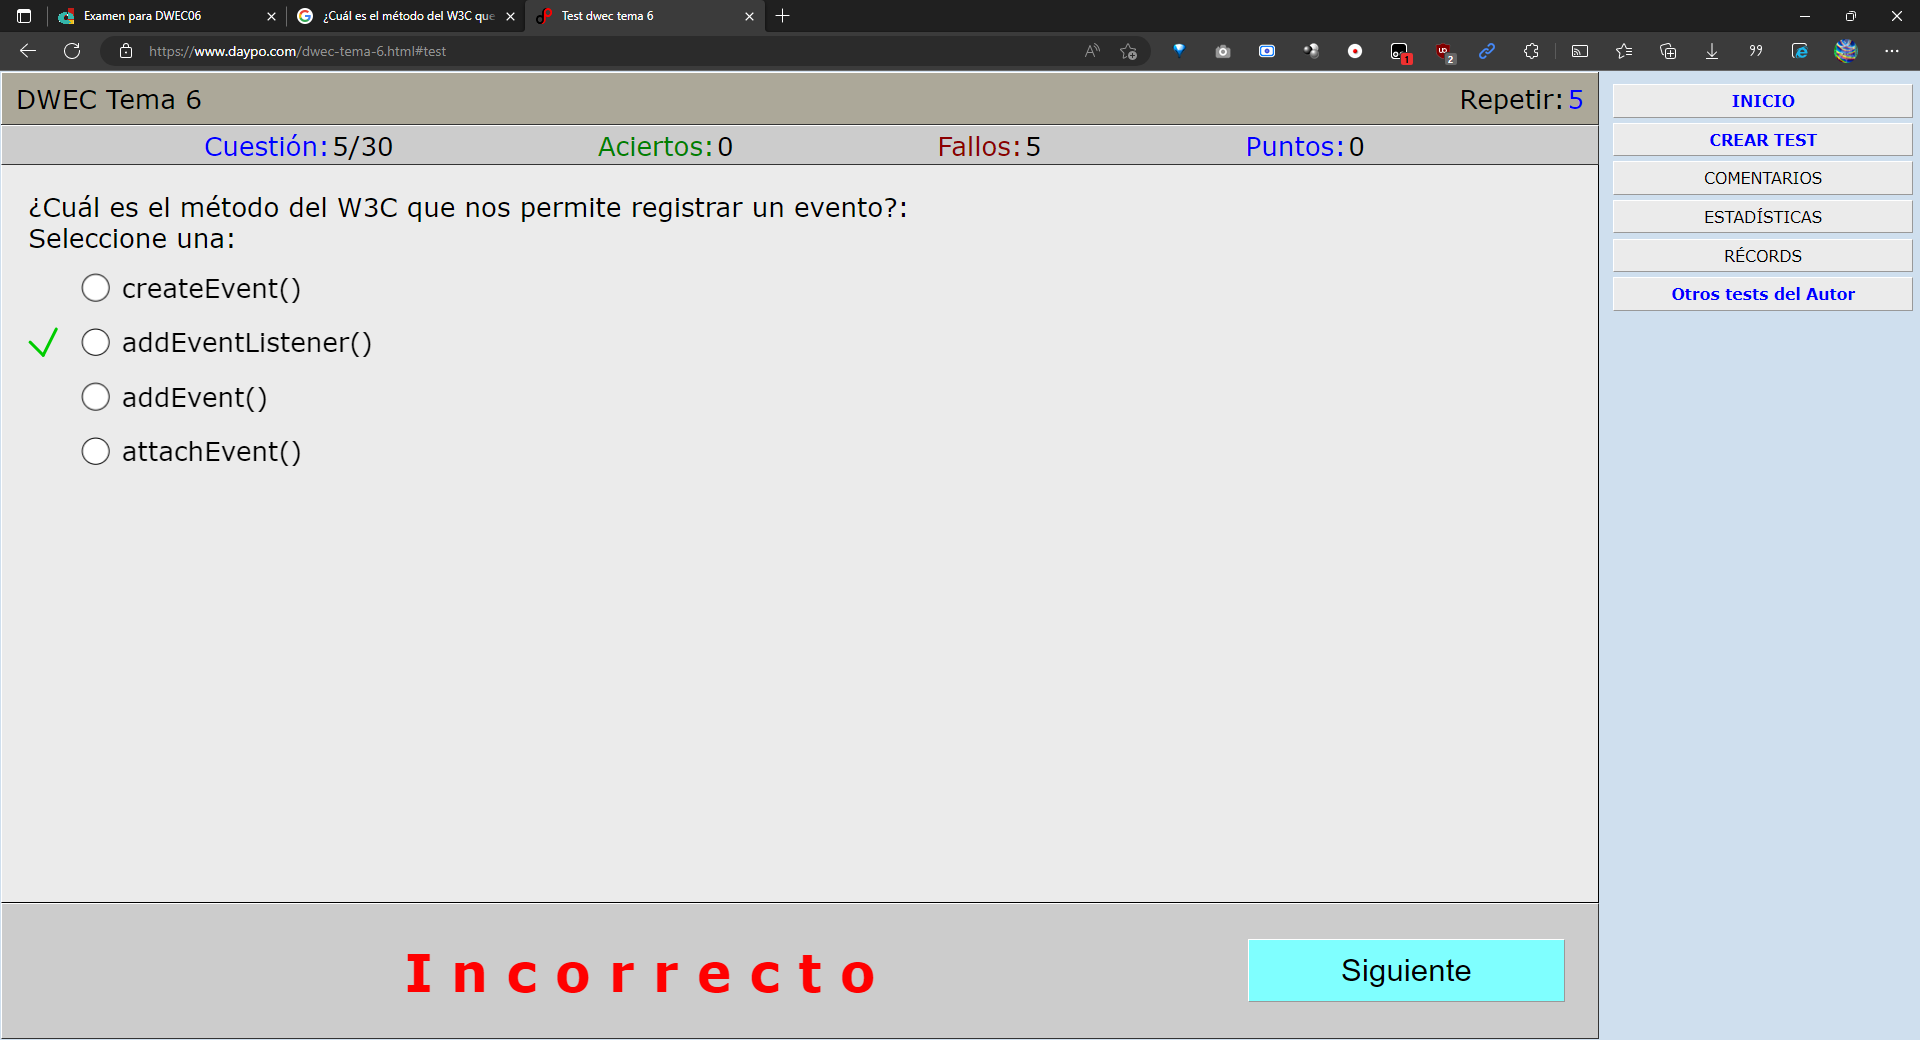 Examen para DWEC06
¿Cuál es el método del W3C que
Test dwec tema 6
https://www.daypo.com/dwec-tema-6.html#test
1
2
DWEC Tema 6
Repetir: 5
Cuestión: 5/30
Aciertos: 0
Fallos: 5
Puntos: 0
¿Cuál es el método del W3C que nos permite registrar un evento?:
Seleccione una:
createEvent()
addEventListener()
addEvent()
attachEvent()
Incorrecto
Siguiente
INICIO
CREAR TEST
COMENTARIOS
ESTADÍSTICAS
RÉCORDS
Otros tests del Autor